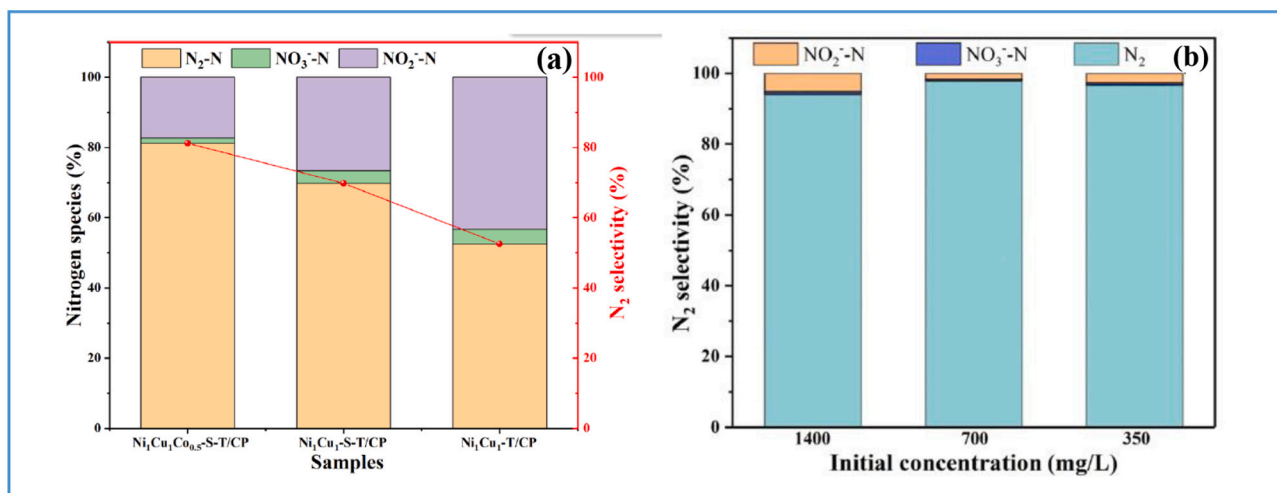 N₂-N NO₃⁻-N NO₂⁻-N (a)
Nitrogen species (%)
100
80
60
40
20
0
100
80
60
40
20
0
N₂ selectivity (%)
Ni₁Cu₁Co₀.₅-S-T/CP Ni₁Cu₁-S-T/CP Ni₁Cu₁-T/CP
Samples
NO₂⁻-N NO₃⁻-N N₂ (b)
N₂ selectivity (%)
100
80
60
40
20
0
1400 700 350
Initial concentration (mg/L)